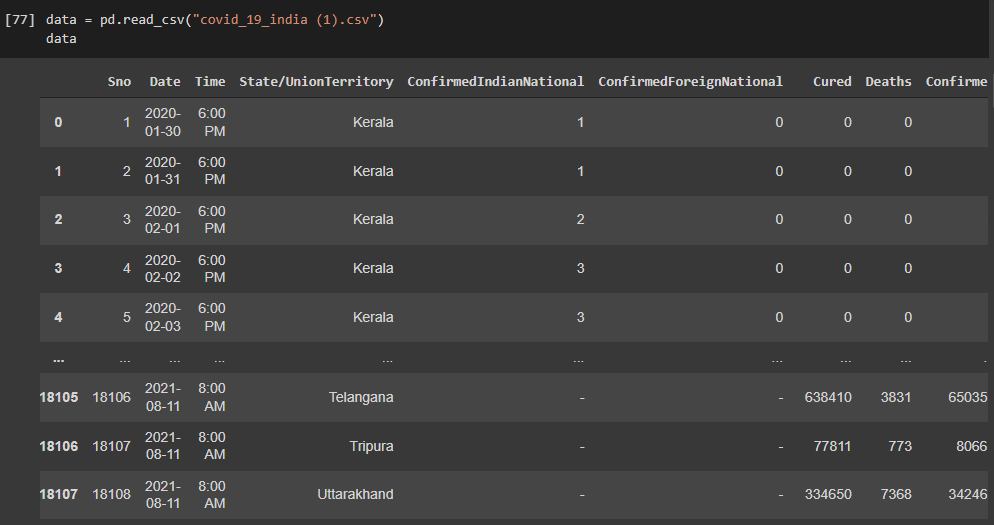 [77] data = pd.read_csv("covid_19_india (1).csv")
data
Sno Date Time State/UnionTerritory ConfirmedIndianNational ConfirmedForeignNational Cured Deaths Confirme
0 1 2020-01-30 6:00 PM Kerala 1 0 0 0
1 2 2020-01-31 6:00 PM Kerala 1 0 0 0
2 3 2020-02-01 6:00 PM Kerala 2 0 0 0
3 4 2020-02-02 6:00 PM Kerala 3 0 0 0
4 5 2020-02-03 6:00 PM Kerala 3 0 0 0
... ... ... ... ... ... ... ... ... .
18105 18106 2021-08-11 8:00 AM Telangana - - 638410 3831 65035
18106 18107 2021-08-11 8:00 AM Tripura - - 77811 773 8066
18107 18108 2021-08-11 8:00 AM Uttarakhand - - 334650 7368 34246